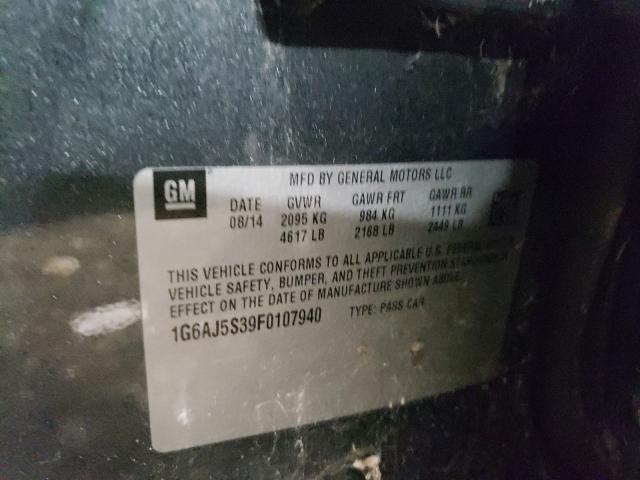 GM
MFD BY GENERAL MOTORS LLC
DATE GVWR GAWR FRT GAWR RR
08/14 2095 KG 984 KG 1111 KG
4617 LB 2168 LB 2449 LB
THIS VEHICLE CONFORMS TO ALL APPLICABLE U.S. FEDERAL MOTOR
VEHICLE SAFETY, BUMPER, AND THEFT PREVENTION STANDARDS IN
EFFECT ON THE DATE OF MANUFACTURE SHOWN ABOVE.
1G6AJ5S39F0107940 TYPE: PASS CAR